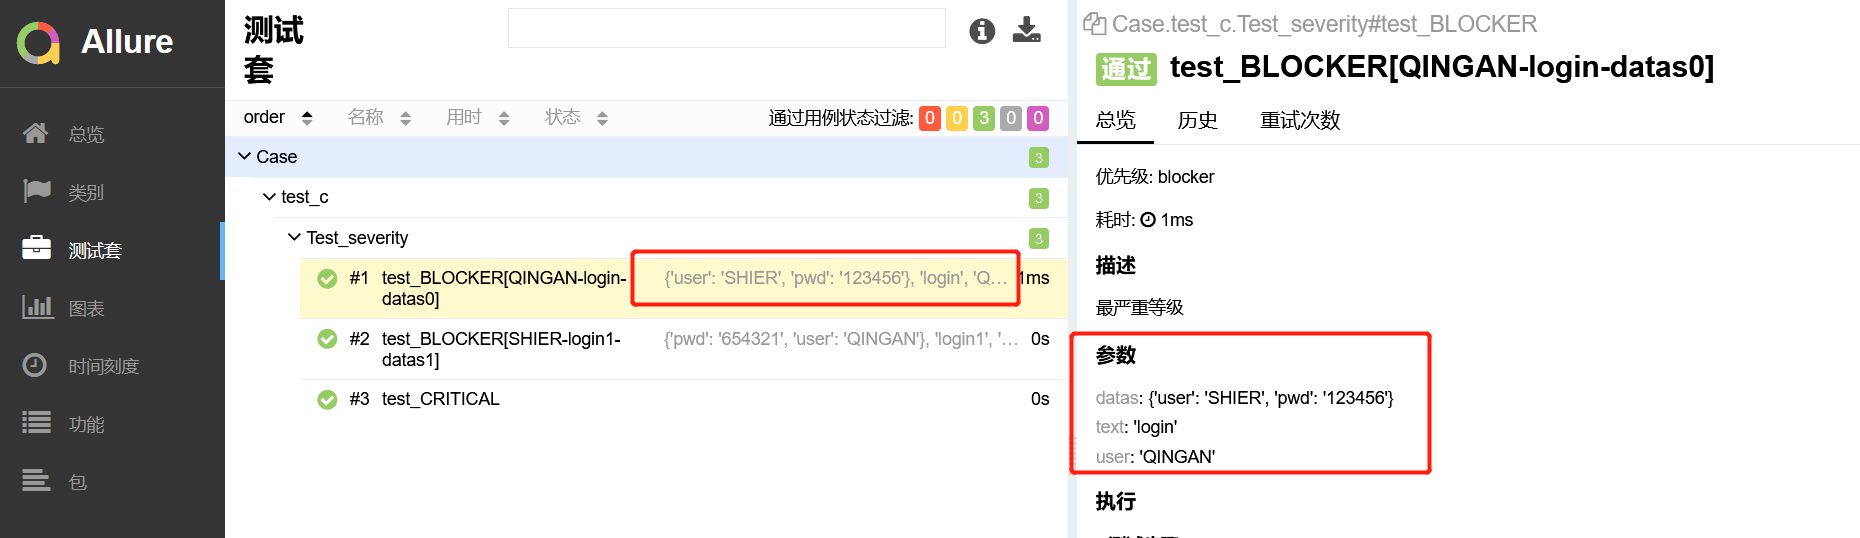 Allure
总览
类别
测试套
图表
时间刻度
功能
包
测试
套
order 名称 用时 状态 通过用例状态过滤: 0 0 3 0 0
Case 3
test_c 3
Test_severity 3
#1 test_BLOCKER[QINGAN-login- {'user': 'SHIER', 'pwd': '123456'}, 'login', 'Q... 1ms
datas0]
#2 test_BLOCKER[SHIER-login1- {'pwd': '654321', 'user': 'QINGAN'}, 'login1', '... 0s
datas1]
#3 test_CRITICAL 0s
Case.test_c.Test_severity#test_BLOCKER
通过 test_BLOCKER[QINGAN-login-datas0]
总览 历史 重试次数
优先级: blocker
耗时: 1ms
描述
最严重等级
参数
datas: {'user': 'SHIER', 'pwd': '123456'}
text: 'login'
user: 'QINGAN'
执行